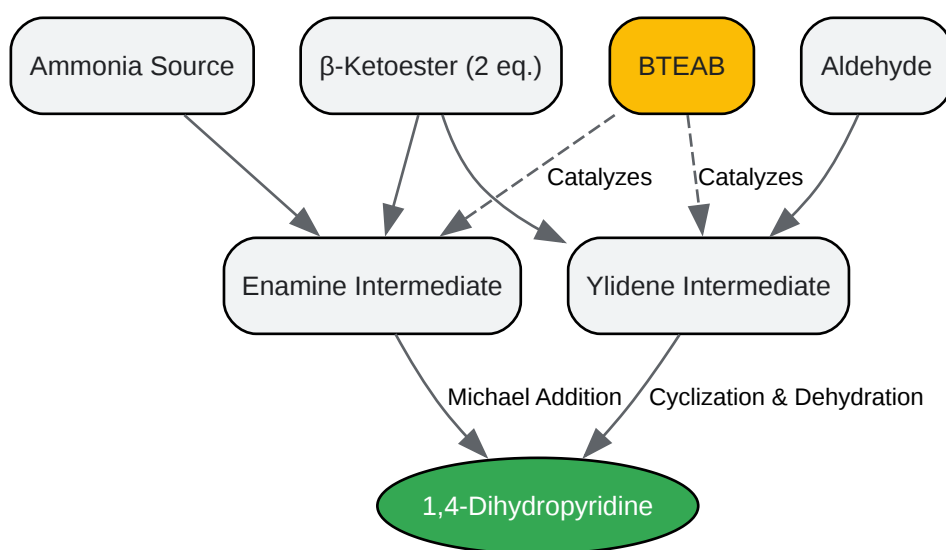 Ammonia Source
β-Ketoester (2 eq.)
BTEAB
Aldehyde
Catalyzes
Catalyzes
Enamine Intermediate
Ylidene Intermediate
Michael Addition
Cyclization & Dehydration
1,4-Dihydropyridine